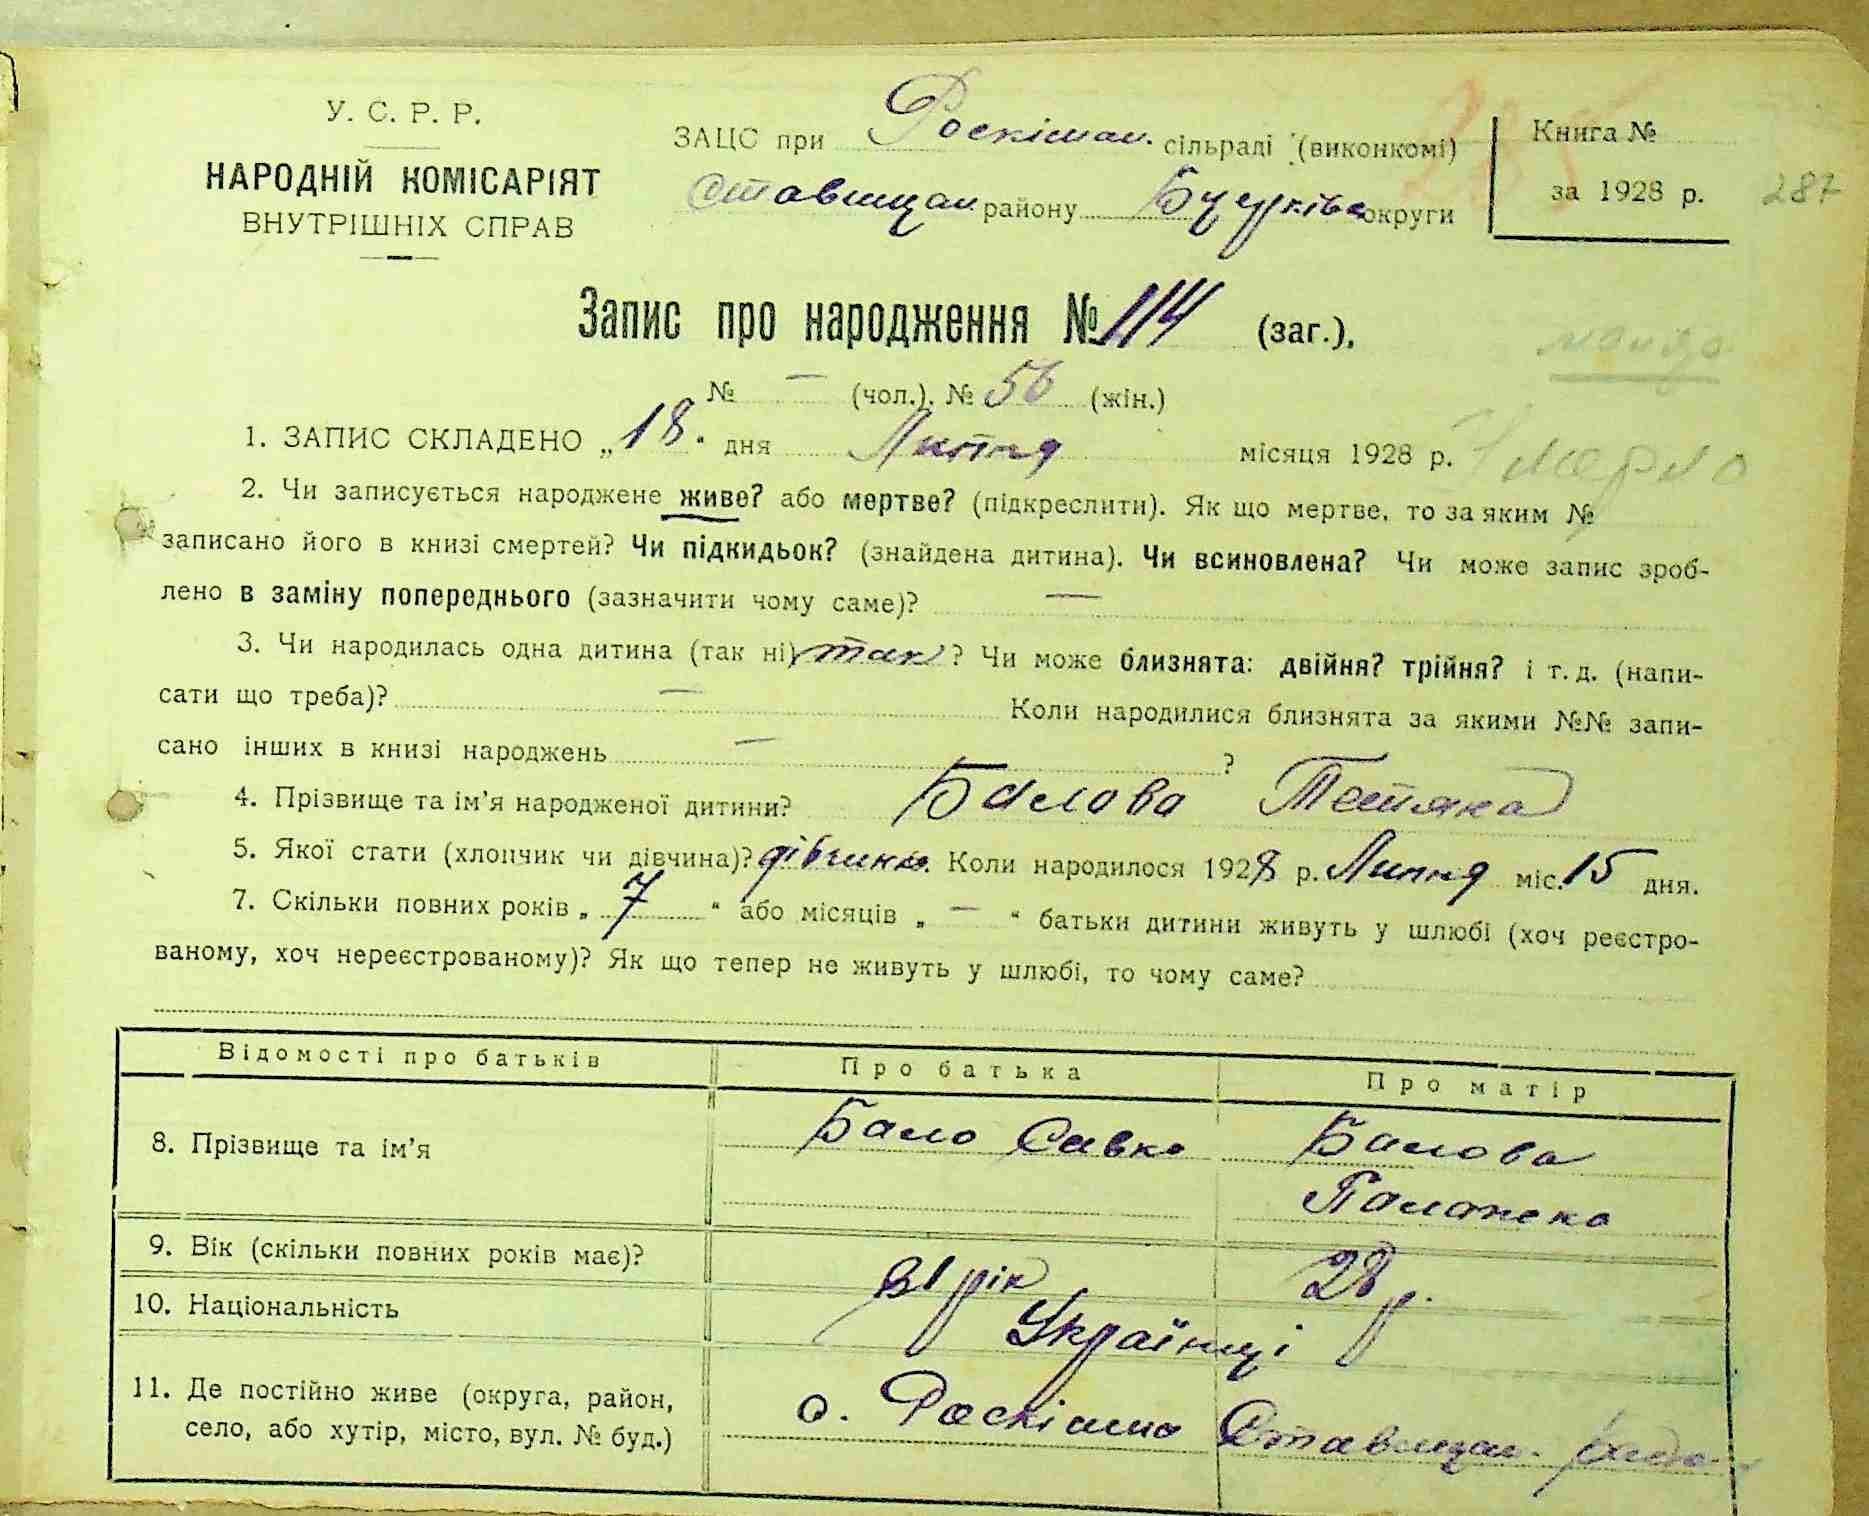 У. С. Р. Р.
НАРОДНІЙ КОМІСАРІЯТ
ВНУТРІШНІХ СПРАВ
ЗАЦС при Роскішан. сільраді (виконкомі)
Ставищан району округи
Книга №
за 1928 р.
287
Запис про народження № 114 (заг.),
№ — (чол.). № 56 (жін.)
1. ЗАПИС СКЛАДЕНО „18“ дня Липня місяця 1928 р.
Умерло
2. Чи записується народжене живе? або мертве? (підкреслити). Як що мертве, то за яким №
записано його в книзі смертей? Чи підкидьок? (знайдена дитина). Чи всиновлена? Чи може запис зроб-
лено в заміну попереднього (зазначити чому саме)? —
3. Чи народилась одна дитина (так ні) так? Чи може близнята: двійня? трійня? і т. д. (напи-
сати що треба)? — Коли народилися близнята за якими №№ запи-
сано інших в книзі народжень — ?
4. Прізвище та ім'я народженої дитини? Балова
5. Якої стати (хлопчик чи дівчина)? дівчинка. Коли народилося 1928 р. Липня міс. 15 дня.
7. Скільки повних років „ 7 “ або місяців „ — “ батьки дитини живуть у шлюбі (хоч реєстро-
ваному, хоч нереєстрованому)? Як що тепер не живуть у шлюбі, то чому саме?
Відомості про батьків Про батька Про матір
8. Прізвище та ім'я Бало Савка Балова
Палажка
9. Вік (скільки повних років має)? 31 рік 28 р.
10. Національність Українці
11. Де постійно живе (округа, район,
село, або хутір, місто, вул. № буд.) с. Роскішна Ставищан.